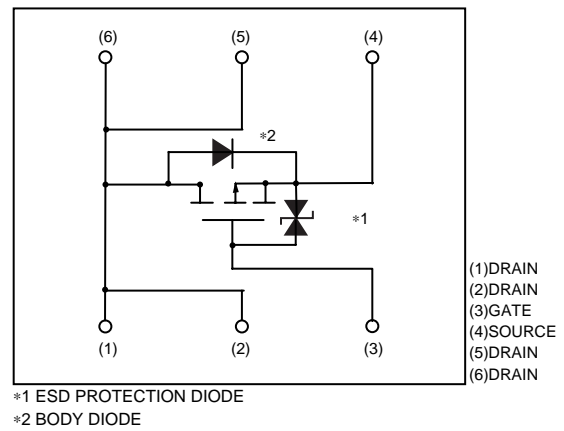 (6) (5) (4)
∗2
∗1
(1) (2) (3)
(1)DRAIN
(2)DRAIN
(3)GATE
(4)SOURCE
(5)DRAIN
(6)DRAIN
∗1 ESD PROTECTION DIODE
∗2 BODY DIODE